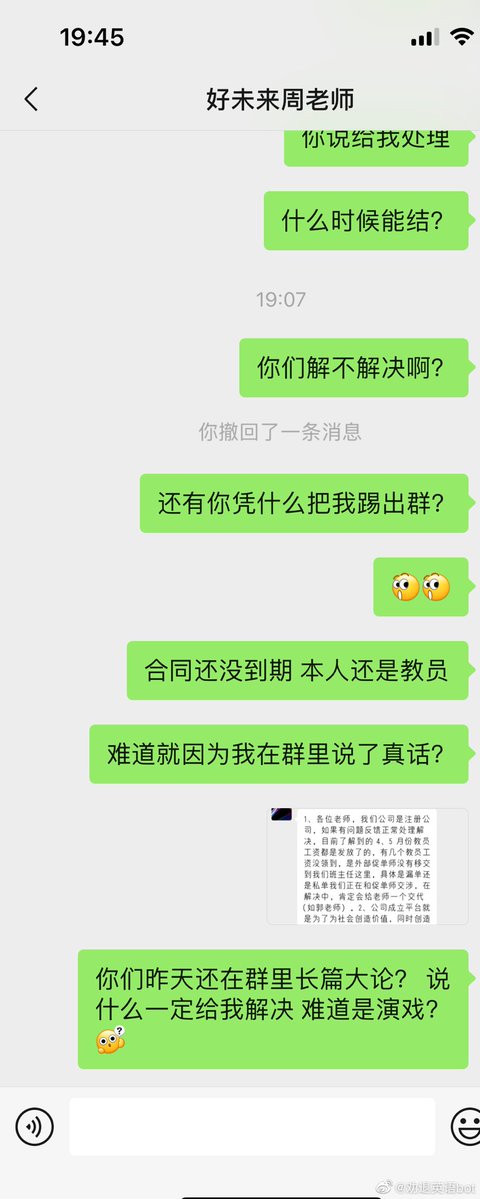 19:45
好未来周老师
你说给我处理
什么时候能结？
19:07
你们解不解决啊？
你撤回了一条消息
还有你凭什么把我踢出群？
合同还没到期 本人还是教员
难道就因为我在群里说了真话？
1、各位老师，我们公司是注册公
司，如果有问题反馈正常处理解
决，目前了解到的 4、5 月份教员
工资都是发放了的，有几个教员工
资没领到，是外部促单师没有移交
到我们班主任这里，具体是漏单还
是私单我们正在和促单师交涉，在
解决中，肯定会给老师一个交代
(如郭老师) 。2、公司成立平台就
是为了为社会创造价值，同时创造
你们昨天还在群里长篇大论？ 说
什么一定给我解决 难道是演戏？
@劝退英语bot